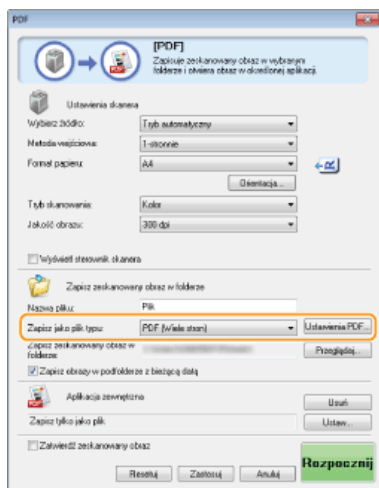 PDF
[PDF]
Zapisuje zeskanowany obraz w wybranym
folderze i otwiera obraz w określonej aplikacji.
Ustawienia skanera
Wybierz źródło: Tryb automatyczny
Metoda wejściowa: 1-stronnie
Format papieru: A4
Orientacja...
Tryb skanowania: Kolor
Jakość obrazu: 300 dpi
Wyświetl sterownik skanera
Zapisz zeskanowany obraz w folderze
Nazwa pliku: Plik
Zapisz jako plik typu: PDF (Wiele stron) Ustawienia PDF...
Zapisz zeskanowany obraz w
folderze: Przeglądaj...
Zapisz obrazy w podfolderze z bieżącą datą
Aplikacja zewnętrzna Usuń
Zapisz tylko jako plik Ustaw...
Zatwierdź zeskanowany obraz
Resetuj Zastosuj Anuluj Rozpocznij